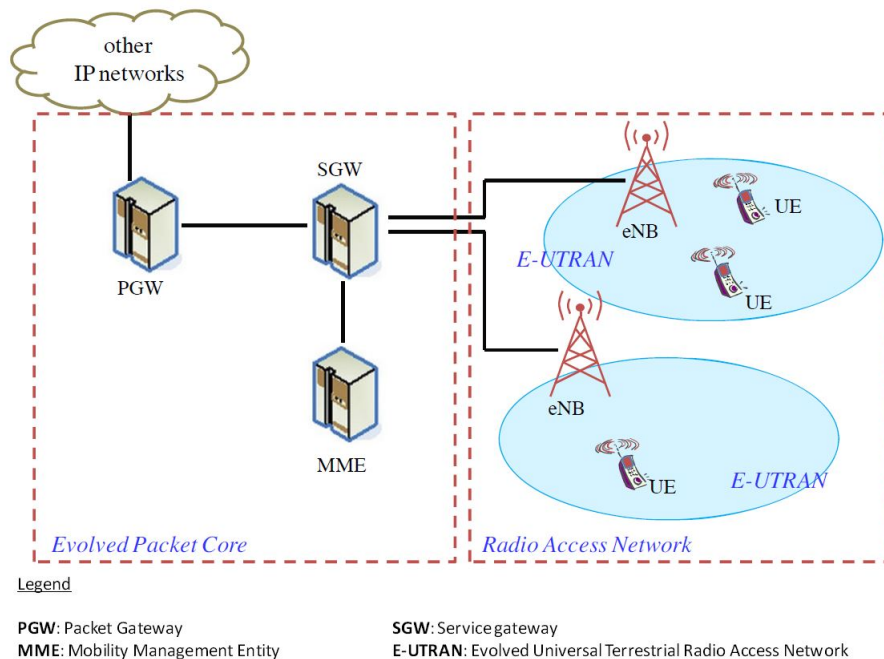 other
IP networks
SGW
PGW
MME
Evolved Packet Core
eNB
UE
E-UTRAN
UE
eNB
UE
E-UTRAN
Radio Access Network
Legend
PGW: Packet Gateway
SGW: Service gateway
MME: Mobility Management Entity
E-UTRAN: Evolved Universal Terrestrial Radio Access Network